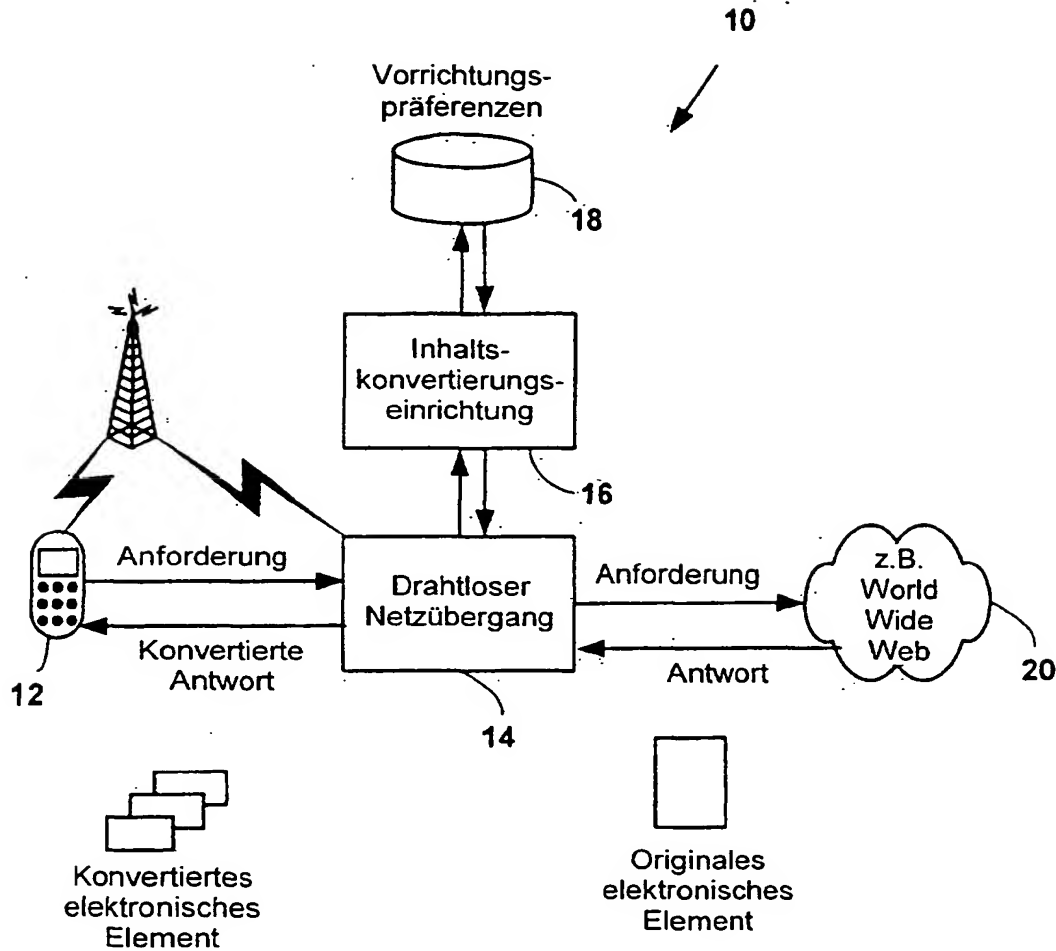 10
Vorrichtungs-
präferenzen
18
Inhalts-
konvertierungs-
einrichtung
16
Anforderung
Drahtloser
Netzübergang
Anforderung
z.B.
World
Wide
Web
Konvertierte
Antwort
Antwort
12
14
20
Konvertiertes
elektronisches
Element
Originales
elektronisches
Element